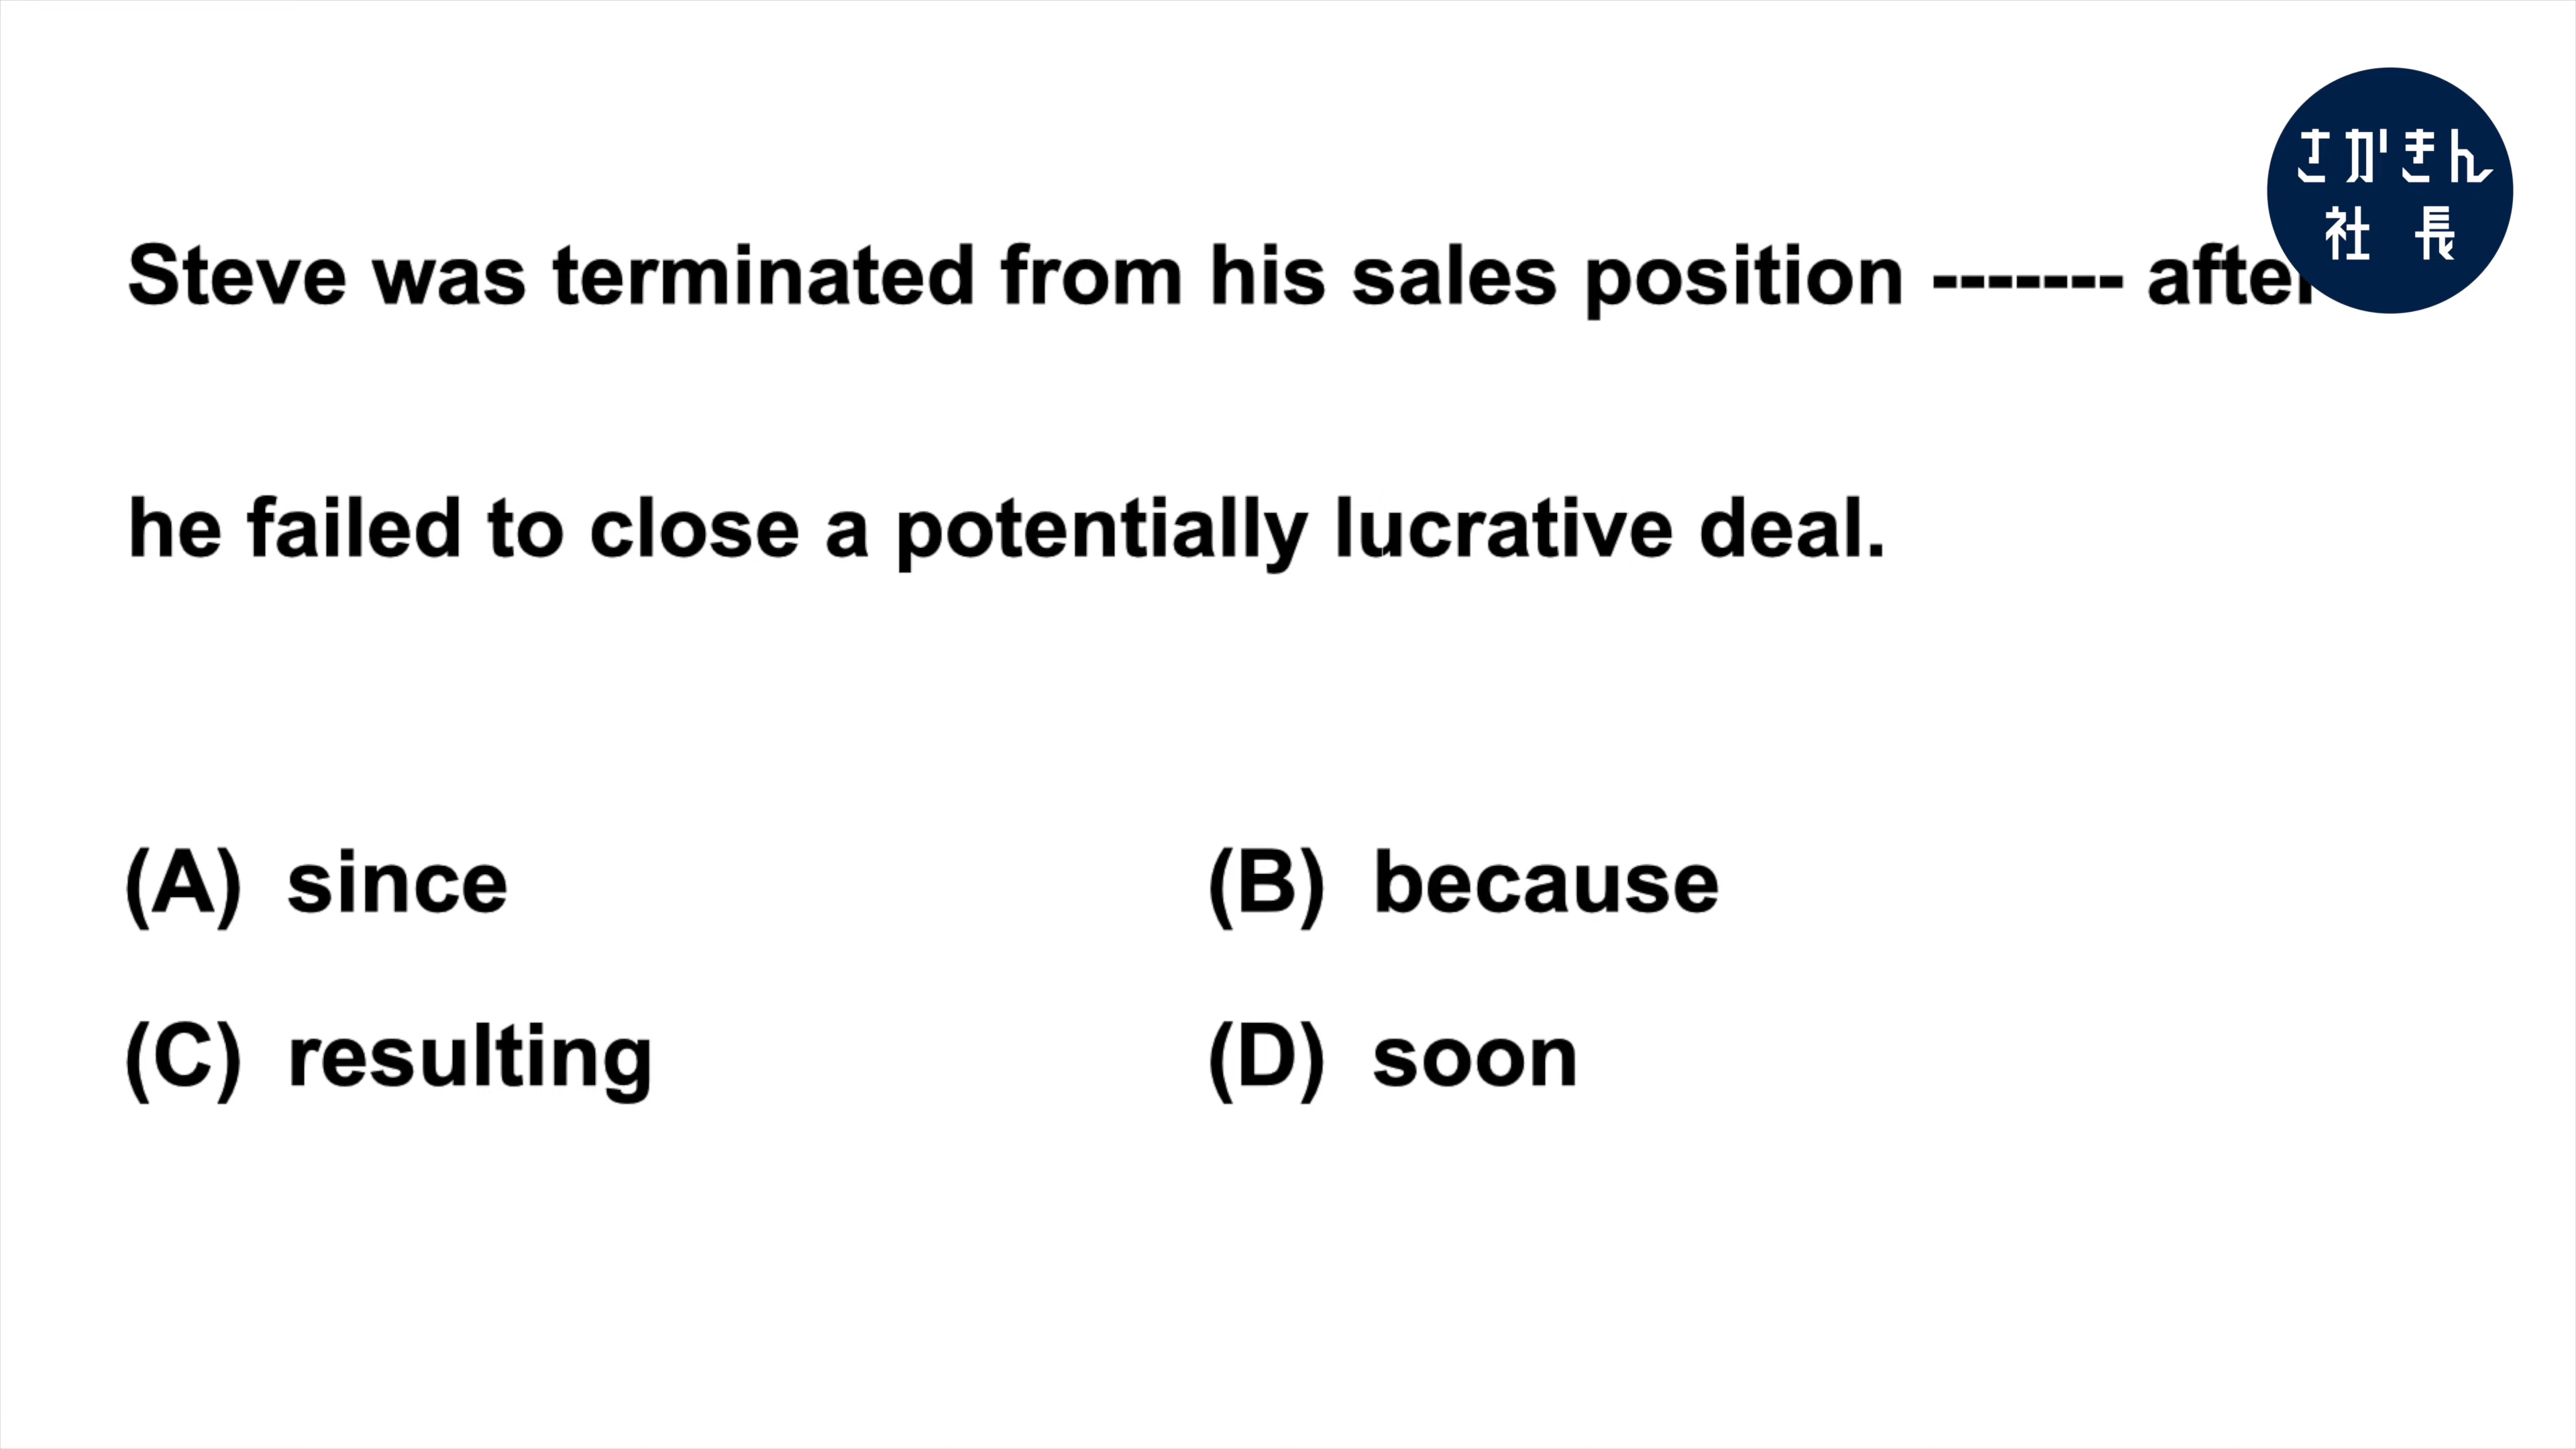 さかきん
社長
Steve was terminated from his sales position ------- after
he failed to close a potentially lucrative deal.
(A) since
(B) because
(C) resulting
(D) soon